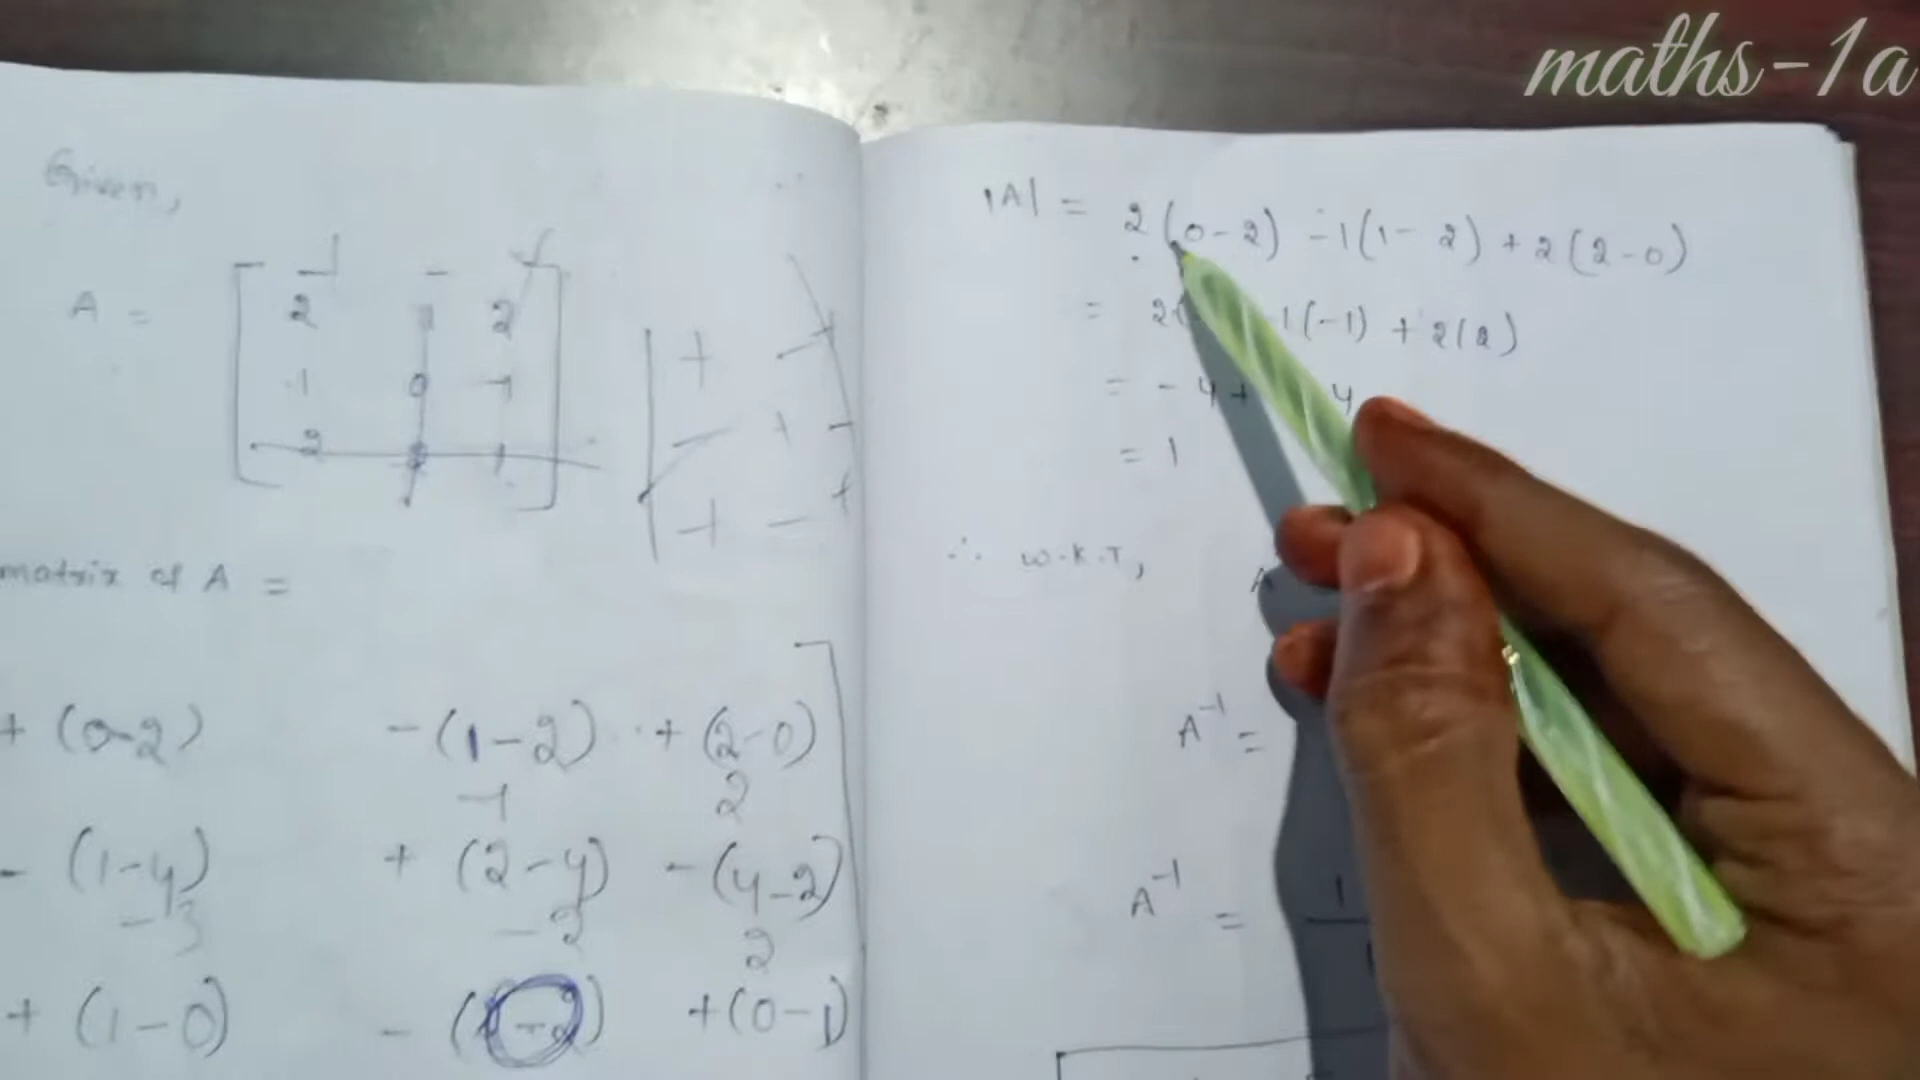 maths-1a
Given,
A =
2 1 2
1 0 1
2 2 1
+ - +
- + -
+ - +
matrix of A =
+ (0-2) -(1-2) + (2-0)
-1 2
- (1-4) + (2-4) -(4-2)
-3 -2 2
+ (1-0) - ( ) +(0-1)
|A| = 2(0-2) -1(1-2) + 2(2-0)
= 2( 1(-1) + 2(2)
= -4+ 4
= 1
∴ W.K.T, A
A⁻¹ =
A⁻¹ = 1